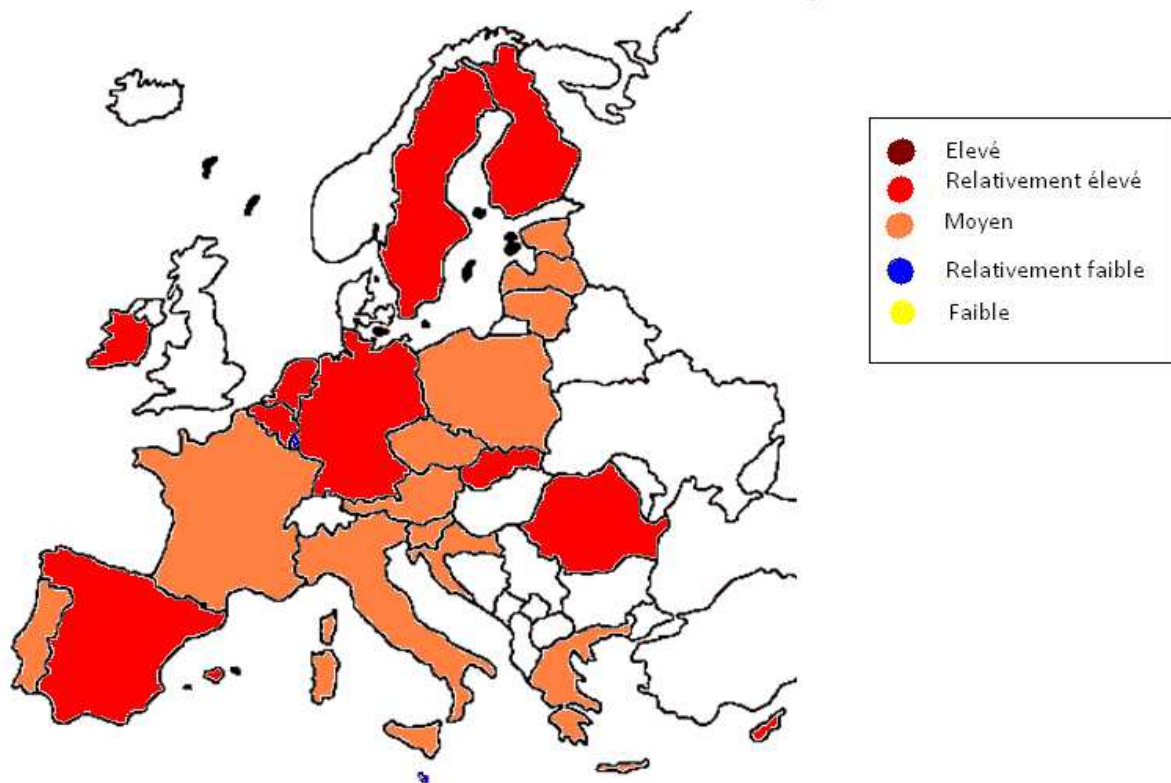 Elevé
Relativement élevé
Moyen
Relativement faible
Faible